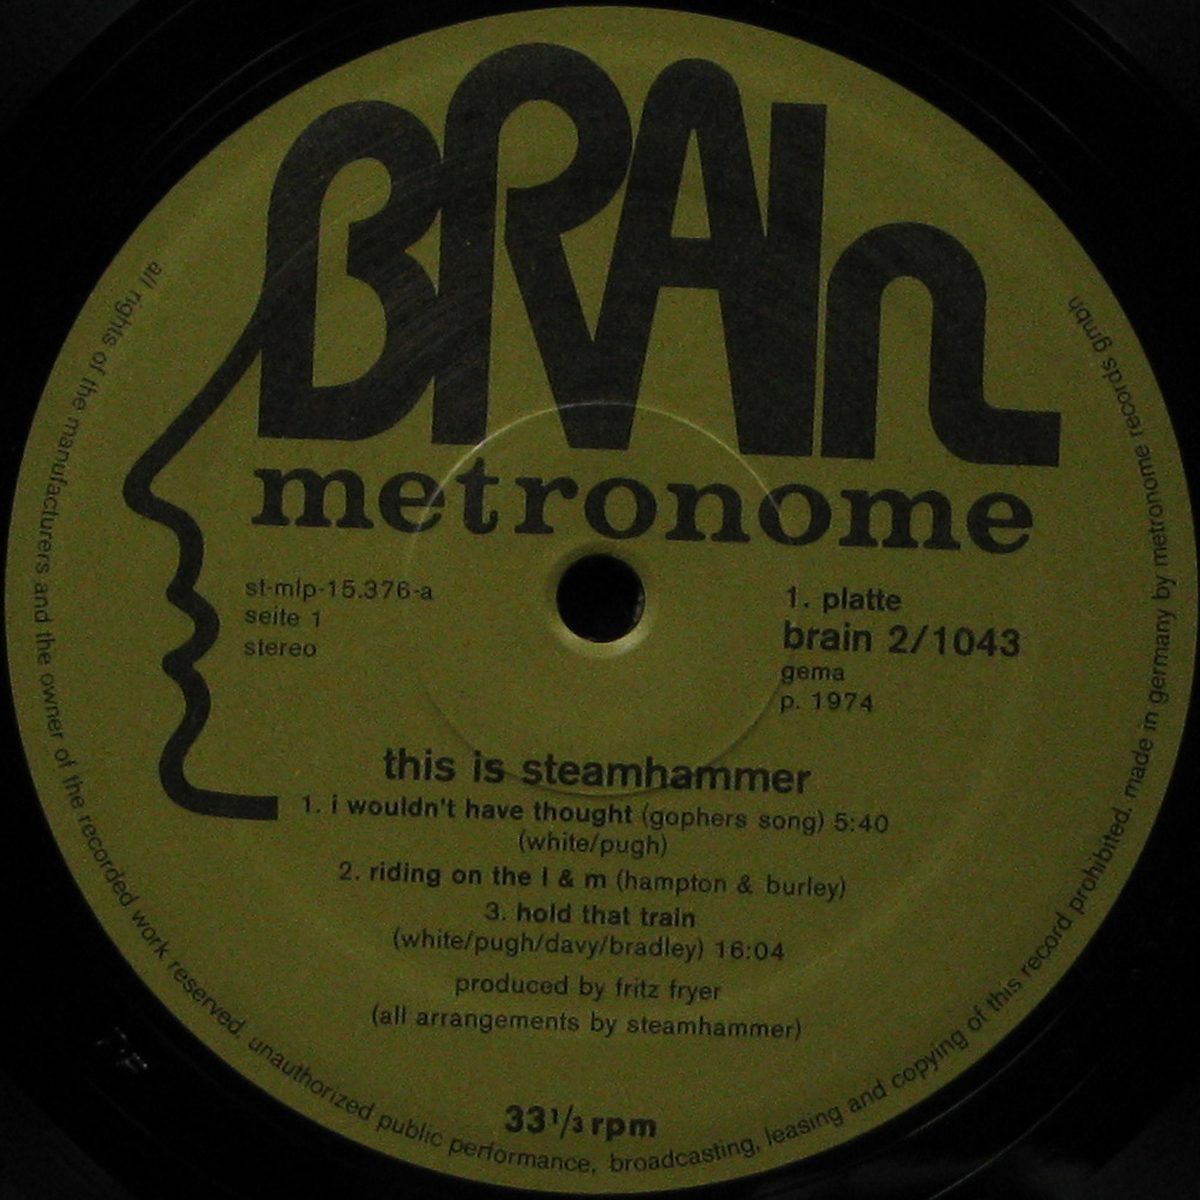 BRAIn
metronome
st-mlp-15.376-a
seite 1
stereo
1. platte
brain 2/1043
gema
p. 1974
this is steamhammer
1. i wouldn't have thought (gophers song) 5:40
(white/pugh)
2. riding on the l & m (hampton & burley)
3. hold that train
(white/pugh/davy/bradley) 16:04
produced by fritz fryer
(all arrangements by steamhammer)
33 1/3 rpm
all rights of the manufacturers and the owner of the recorded work reserved. unauthorized public performance, broadcasting, leasing and copying of this record prohibited. made in germany by metronome records gmbh